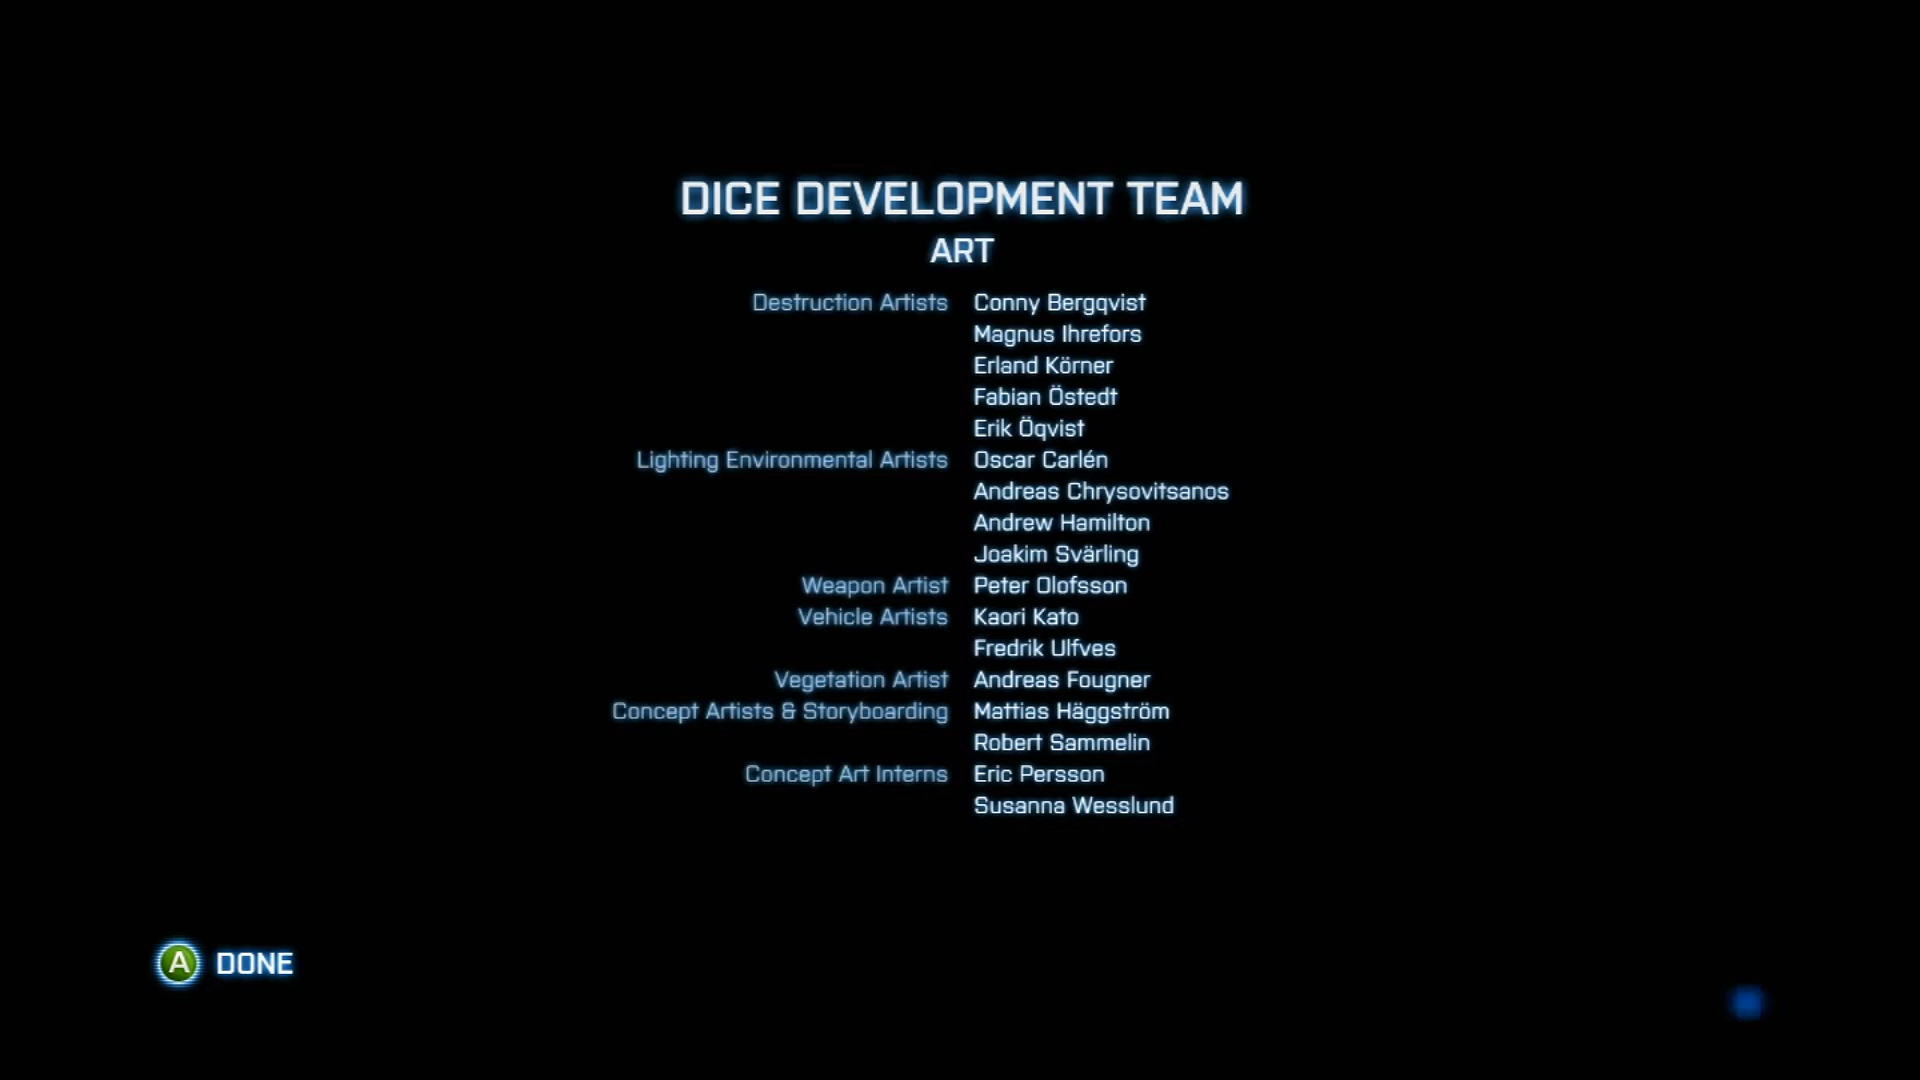 DICE DEVELOPMENT TEAM
ART
Destruction Artists Conny Bergqvist
Magnus Ihrefors
Erland Körner
Fabian Östedt
Erik Öqvist
Lighting Environmental Artists Oscar Carlén
Andreas Chrysovitsanos
Andrew Hamilton
Joakim Svärling
Weapon Artist Peter Olofsson
Vehicle Artists Kaori Kato
Fredrik Ulfves
Vegetation Artist Andreas Fougner
Concept Artists & Storyboarding Mattias Häggström
Robert Sammelin
Concept Art Interns Eric Persson
Susanna Wesslund
A DONE